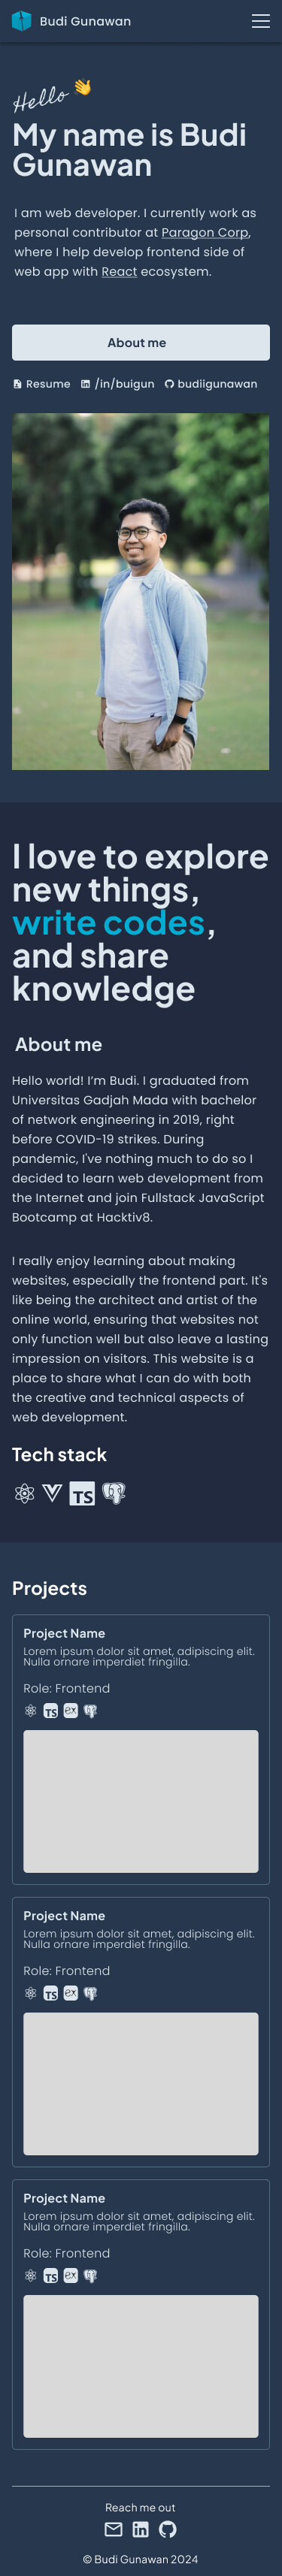 Budi Gunawan
Hello 👋
My name is Budi
Gunawan
I am web developer. I currently work as
personal contributor at Paragon Corp,
where I help develop frontend side of
web app with React ecosystem.
About me
Resume /in/buigun budiigunawan
I love to explore
new things,
write codes,
and share
knowledge
About me
Hello world! I’m Budi. I graduated from
Universitas Gadjah Mada with bachelor
of network engineering in 2019, right
before COVID-19 strikes. During
pandemic, I've nothing much to do so I
decided to learn web development from
the Internet and join Fullstack JavaScript
Bootcamp at Hacktiv8.
I really enjoy learning about making
websites, especially the frontend part. It's
like being the architect and artist of the
online world, ensuring that websites not
only function well but also leave a lasting
impression on visitors. This website is a
place to share what I can do with both
the creative and technical aspects of
web development.
Tech stack
TS
Projects
Project Name
Lorem ipsum dolor sit amet, adipiscing elit.
Nulla ornare imperdiet fringilla.
Role: Frontend
TS ex
Project Name
Lorem ipsum dolor sit amet, adipiscing elit.
Nulla ornare imperdiet fringilla.
Role: Frontend
TS ex
Project Name
Lorem ipsum dolor sit amet, adipiscing elit.
Nulla ornare imperdiet fringilla.
Role: Frontend
TS ex
Reach me out
© Budi Gunawan 2024